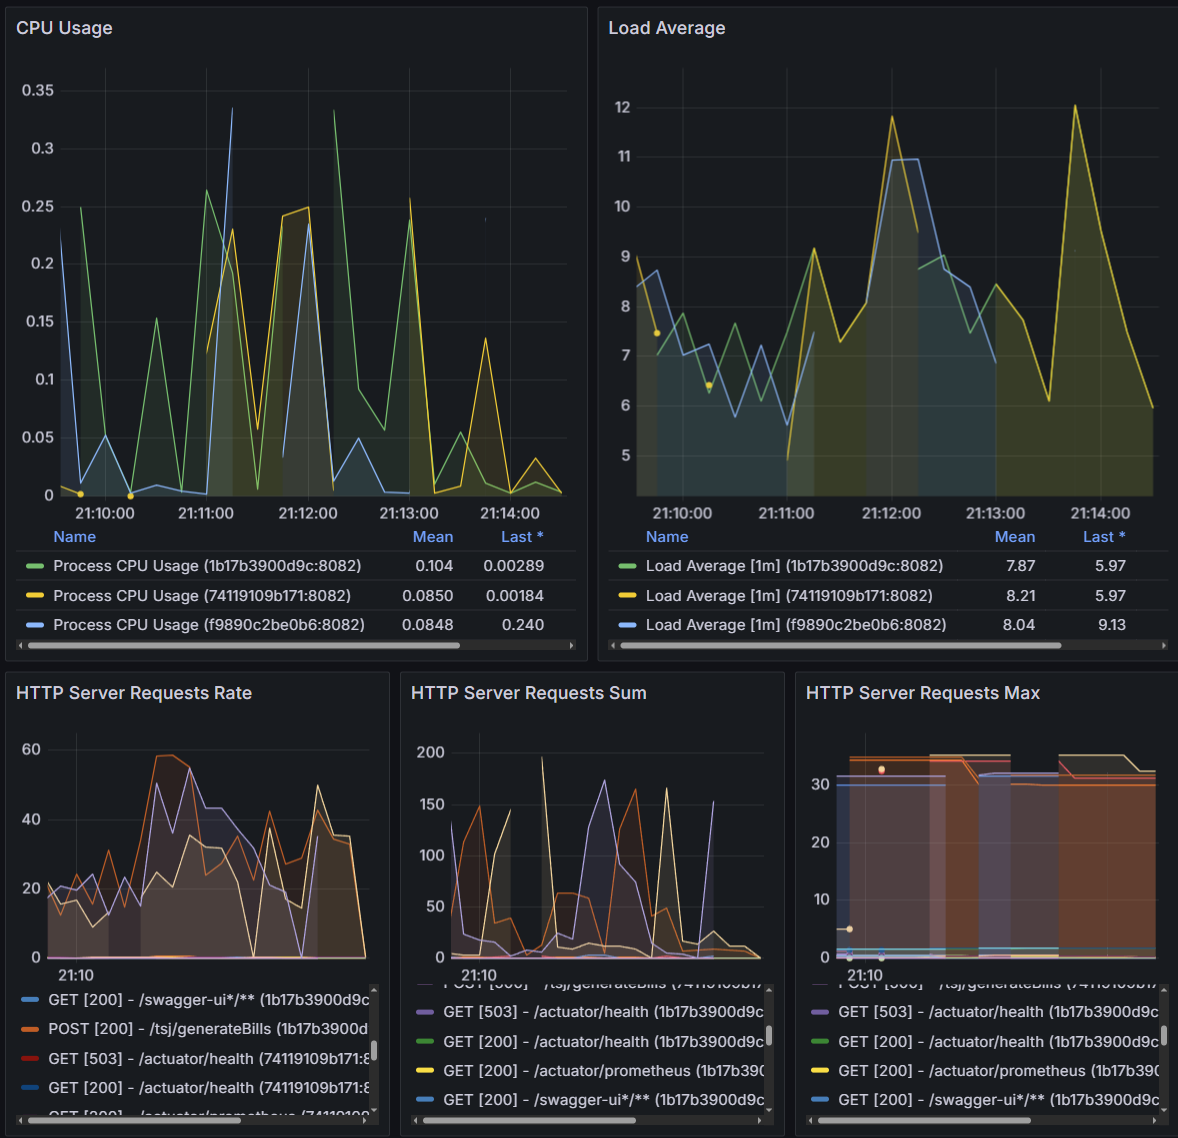 CPU Usage
0.35
0.3
0.25
0.2
0.15
0.1
0.05
0
21:10:00 21:11:00 21:12:00 21:13:00 21:14:00
Name Mean Last *
Process CPU Usage (1b17b3900d9c:8082) 0.104 0.00289
Process CPU Usage (74119109b171:8082) 0.0850 0.00184
Process CPU Usage (f9890c2be0b6:8082) 0.0848 0.240
Load Average
12
11
10
9
8
7
6
5
21:10:00 21:11:00 21:12:00 21:13:00 21:14:00
Name Mean Last *
Load Average [1m] (1b17b3900d9c:8082) 7.87 5.97
Load Average [1m] (74119109b171:8082) 8.21 5.97
Load Average [1m] (f9890c2be0b6:8082) 8.04 9.13
HTTP Server Requests Rate
60
40
20
0
21:10
GET [200] - /swagger-ui*/** (1b17b3900d9c
POST [200] - /tsj/generateBills (1b17b3900d
GET [503] - /actuator/health (74119109b171:8
GET [200] - /actuator/health (74119109b171:8
GET [200] - /actuator/prometheus (74119109
HTTP Server Requests Sum
200
150
100
50
0
21:10
/tsj/generateBills
GET [503] - /actuator/health (1b17b3900d9c
GET [200] - /actuator/health (1b17b3900d9c
GET [200] - /actuator/prometheus (1b17b390
GET [200] - /swagger-ui*/** (1b17b3900d9c
HTTP Server Requests Max
30
20
10
0
21:10
/tsj/generateBills
GET [503] - /actuator/health (1b17b3900d9c
GET [200] - /actuator/health (1b17b3900d9c
GET [200] - /actuator/prometheus (1b17b390
GET [200] - /swagger-ui*/** (1b17b3900d9c